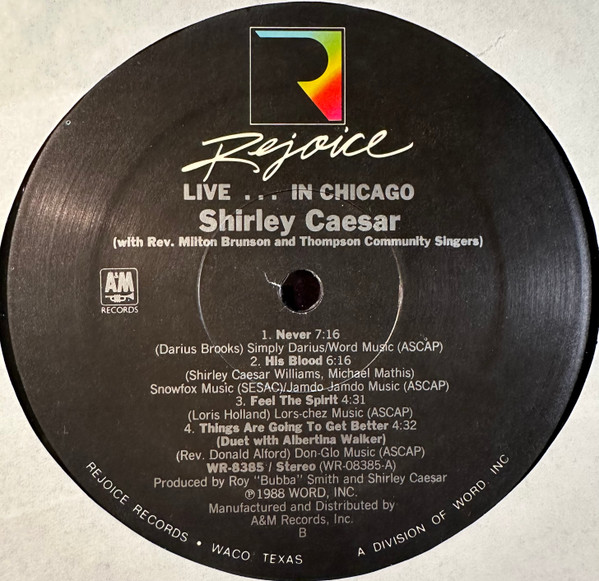 Rejoice
LIVE . . . IN CHICAGO
Shirley Caesar
(with Rev. Milton Brunson and Thompson Community Singers)
A&M
RECORDS
1. Never 7:16
(Darius Brooks) Simply Darius/Word Music (ASCAP)
2. His Blood 6:16
(Shirley Caesar Williams, Michael Mathis)
Snowfox Music (SESAC)/Jamdo Jamdo Music (ASCAP)
3. Feel The Spirit 4:31
(Loris Holland) Lors-chez Music (ASCAP)
4. Things Are Going To Get Better 4:32
(Duet with Albertina Walker)
(Rev. Donald Alford) Don-Glo Music (ASCAP)
WR-8385 / Stereo (WR-08385-A)
Produced by Roy "Bubba" Smith and Shirley Caesar
℗ 1988 WORD, INC.
Manufactured and Distributed by
A&M Records, Inc.
B
REJOICE RECORDS • WACO, TEXAS A DIVISION OF WORD, INC